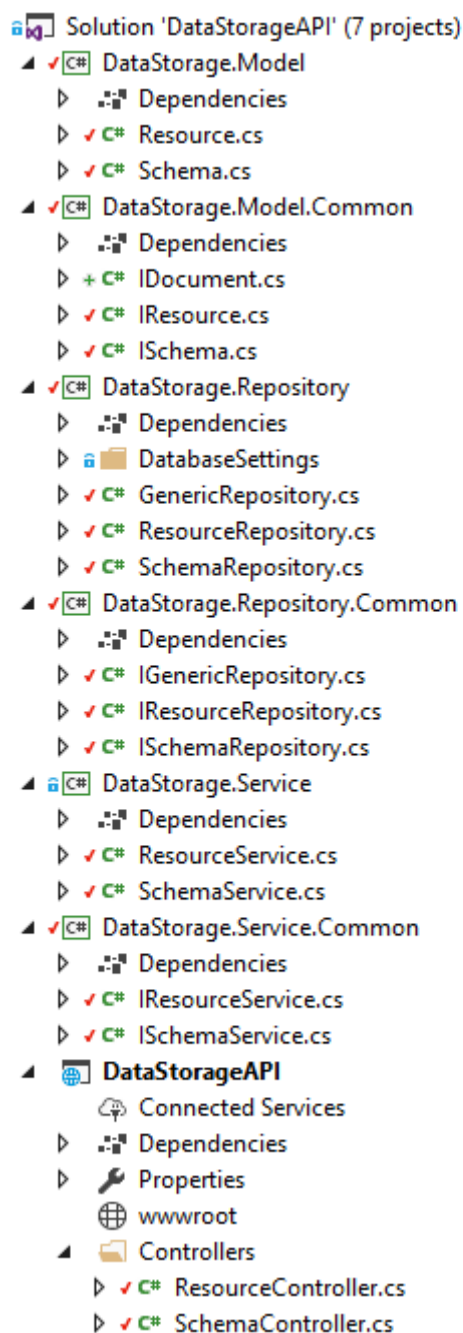 Solution 'DataStorageAPI' (7 projects)
C# DataStorage.Model
Dependencies
C# Resource.cs
C# Schema.cs
C# DataStorage.Model.Common
Dependencies
+ C# IDocument.cs
C# IResource.cs
C# ISchema.cs
C# DataStorage.Repository
Dependencies
DatabaseSettings
C# GenericRepository.cs
C# ResourceRepository.cs
C# SchemaRepository.cs
C# DataStorage.Repository.Common
Dependencies
C# IGenericRepository.cs
C# IResourceRepository.cs
C# ISchemaRepository.cs
C# DataStorage.Service
Dependencies
C# ResourceService.cs
C# SchemaService.cs
C# DataStorage.Service.Common
Dependencies
C# IResourceService.cs
C# ISchemaService.cs
DataStorageAPI
Connected Services
Dependencies
Properties
wwwroot
Controllers
C# ResourceController.cs
C# SchemaController.cs